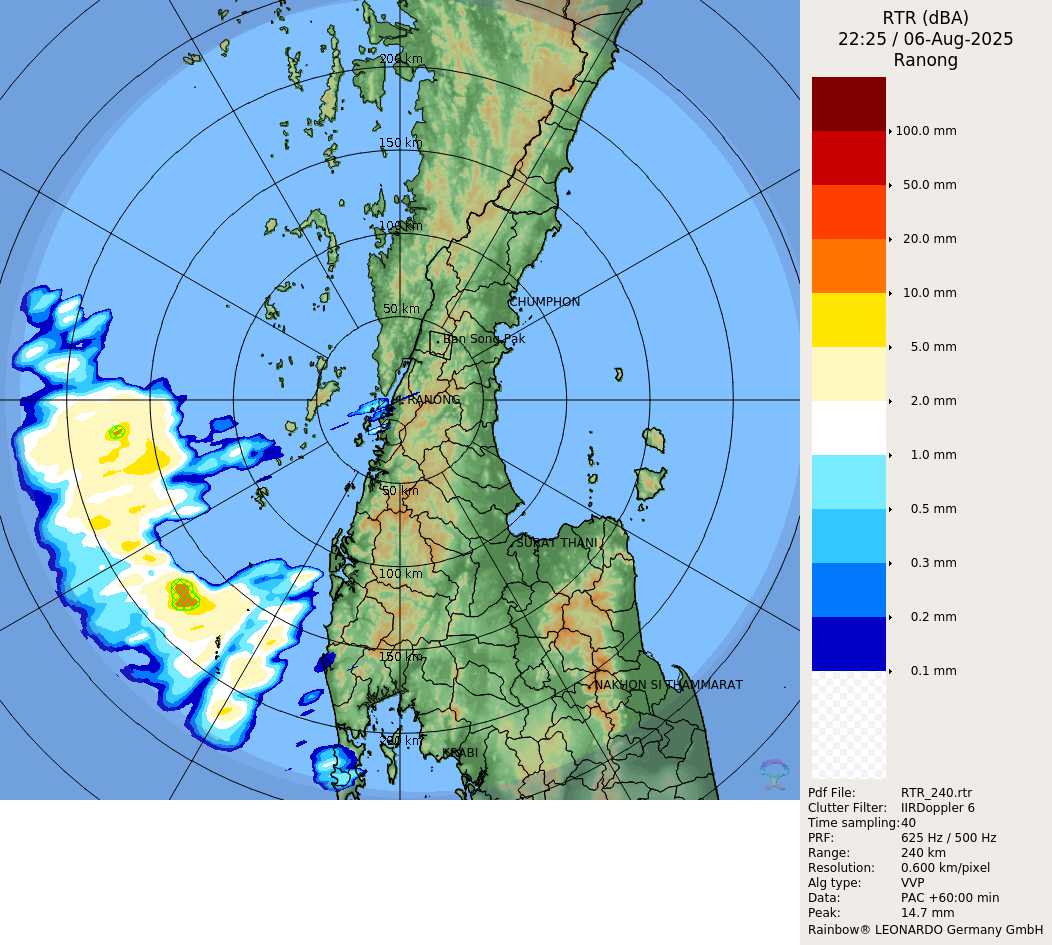 RTR (dBA)
22:25 / 06-Aug-2025
Ranong
200 km
150 km
100 km
50 km
CHUMPHON
Ban Song Pak
RANONG
50 km
SURAT THANI
100 km
150 km
NAKHON SI THAMMARAT
200 km
KRABI
100.0 mm
50.0 mm
20.0 mm
10.0 mm
5.0 mm
2.0 mm
1.0 mm
0.5 mm
0.3 mm
0.2 mm
0.1 mm
Pdf File: RTR_240.rtr
Clutter Filter: IIRDoppler 6
Time sampling:40
PRF: 625 Hz / 500 Hz
Range: 240 km
Resolution: 0.600 km/pixel
Alg type: VVP
Data: PAC +60:00 min
Peak: 14.7 mm
Rainbow® LEONARDO Germany GmbH